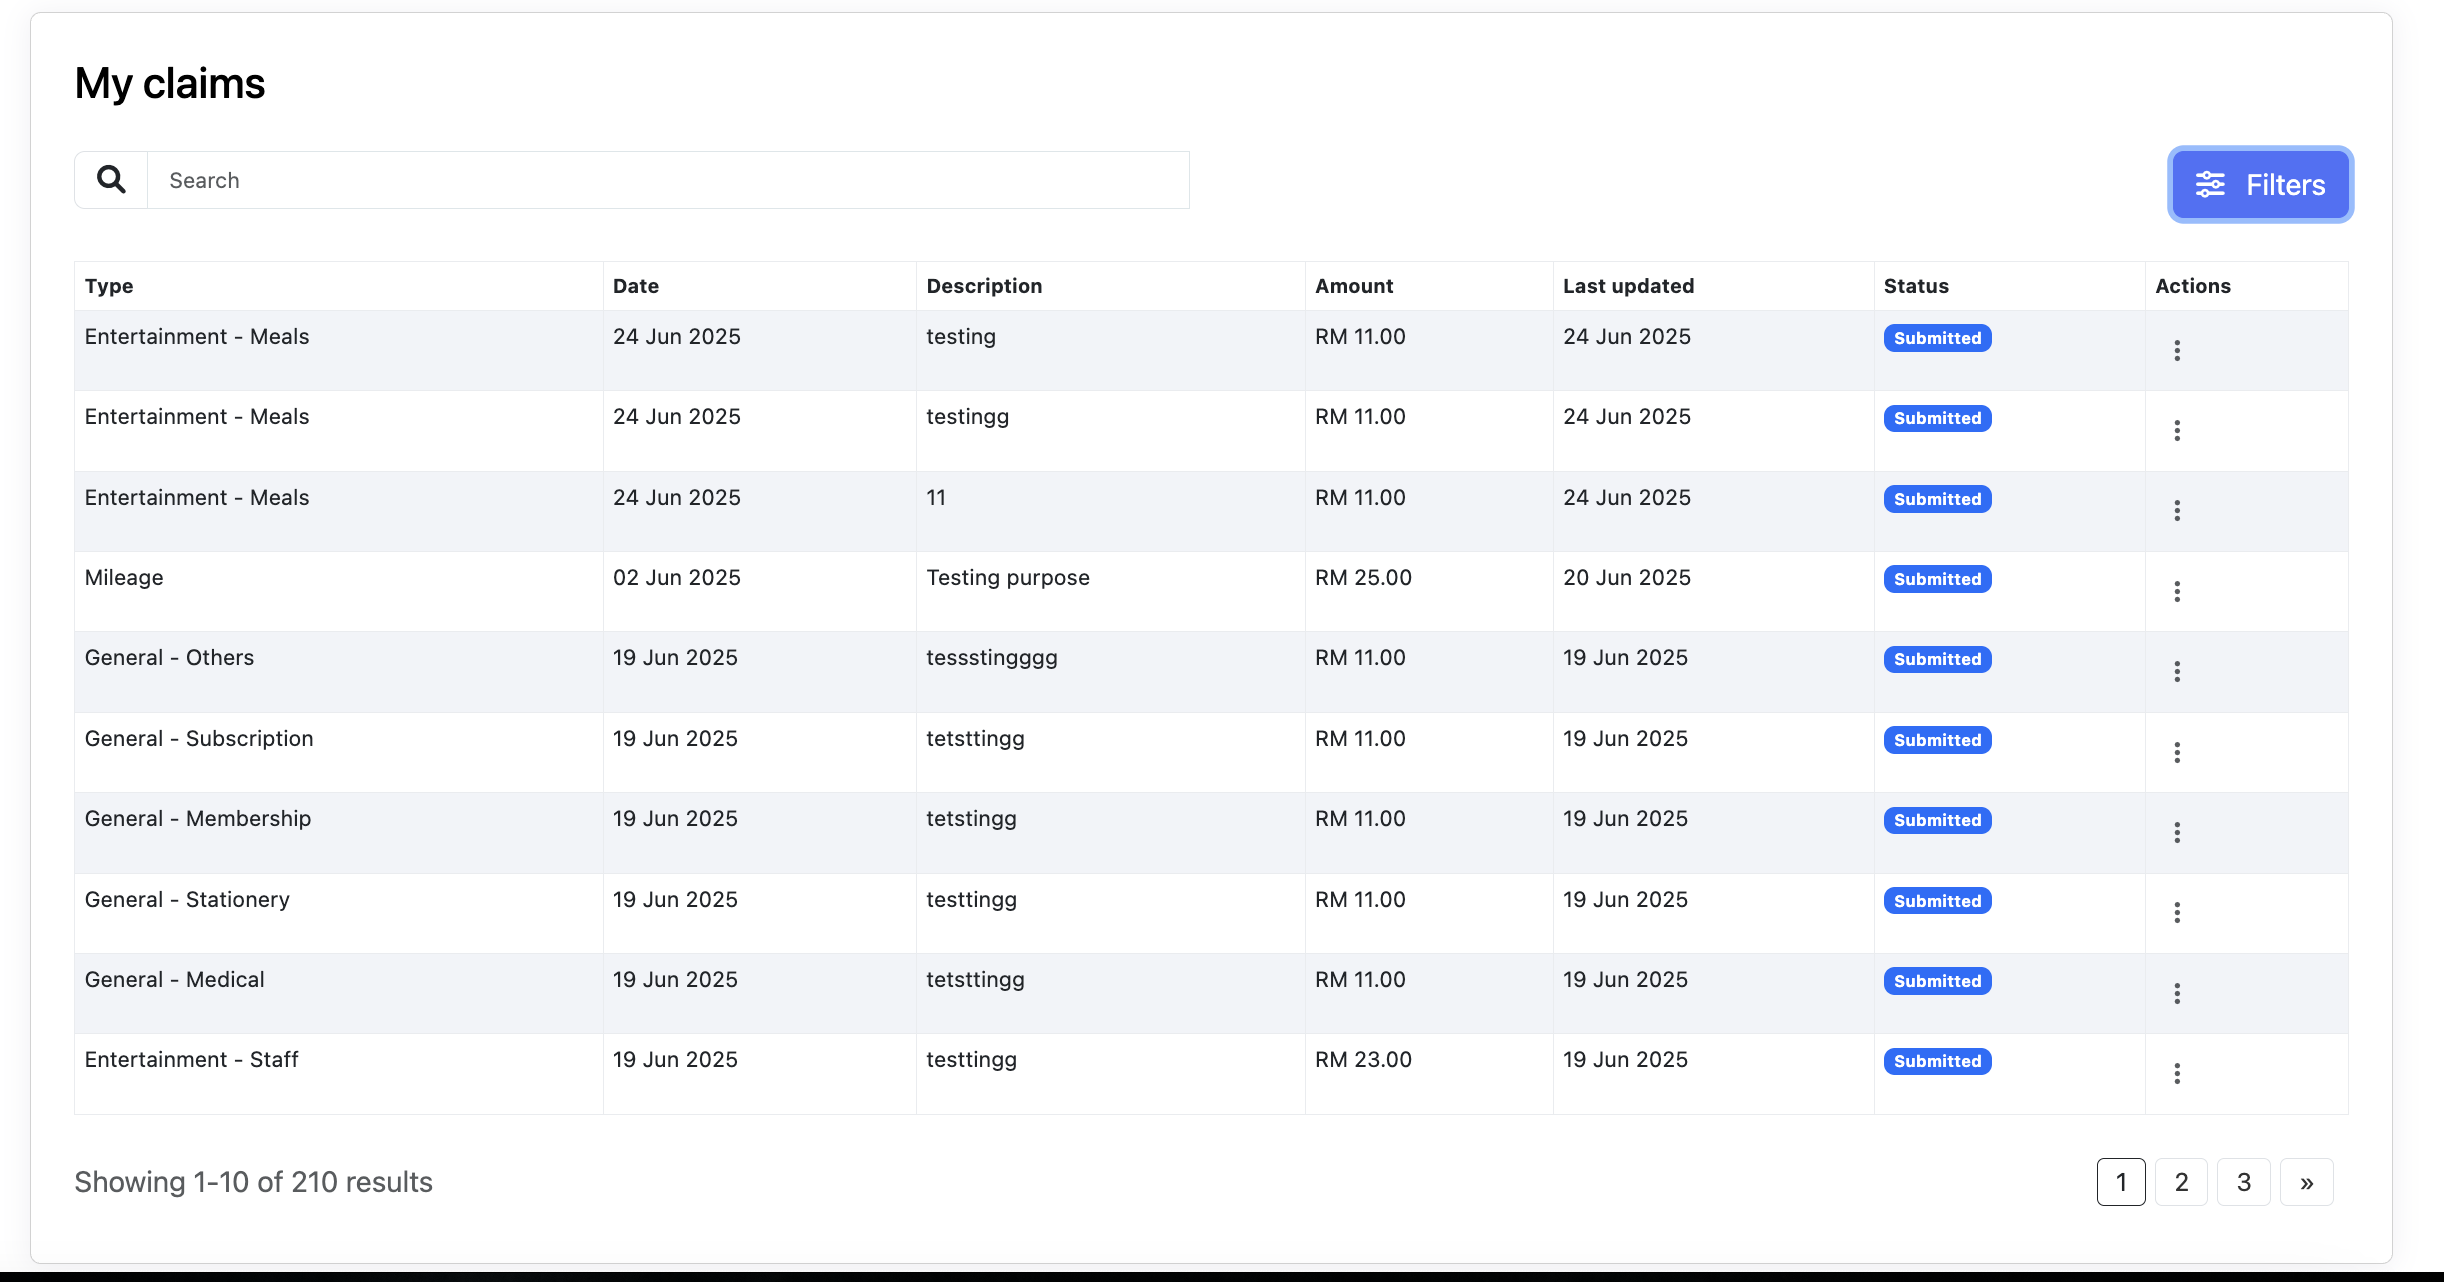 My claims
Search
Filters
Type Date Description Amount Last updated Status Actions
Entertainment - Meals 24 Jun 2025 testing RM 11.00 24 Jun 2025 Submitted
Entertainment - Meals 24 Jun 2025 testingg RM 11.00 24 Jun 2025 Submitted
Entertainment - Meals 24 Jun 2025 11 RM 11.00 24 Jun 2025 Submitted
Mileage 02 Jun 2025 Testing purpose RM 25.00 20 Jun 2025 Submitted
General - Others 19 Jun 2025 tessstingggg RM 11.00 19 Jun 2025 Submitted
General - Subscription 19 Jun 2025 tetsttingg RM 11.00 19 Jun 2025 Submitted
General - Membership 19 Jun 2025 tetstingg RM 11.00 19 Jun 2025 Submitted
General - Stationery 19 Jun 2025 testtingg RM 11.00 19 Jun 2025 Submitted
General - Medical 19 Jun 2025 tetsttingg RM 11.00 19 Jun 2025 Submitted
Entertainment - Staff 19 Jun 2025 testtingg RM 23.00 19 Jun 2025 Submitted
Showing 1-10 of 210 results
1 2 3 »